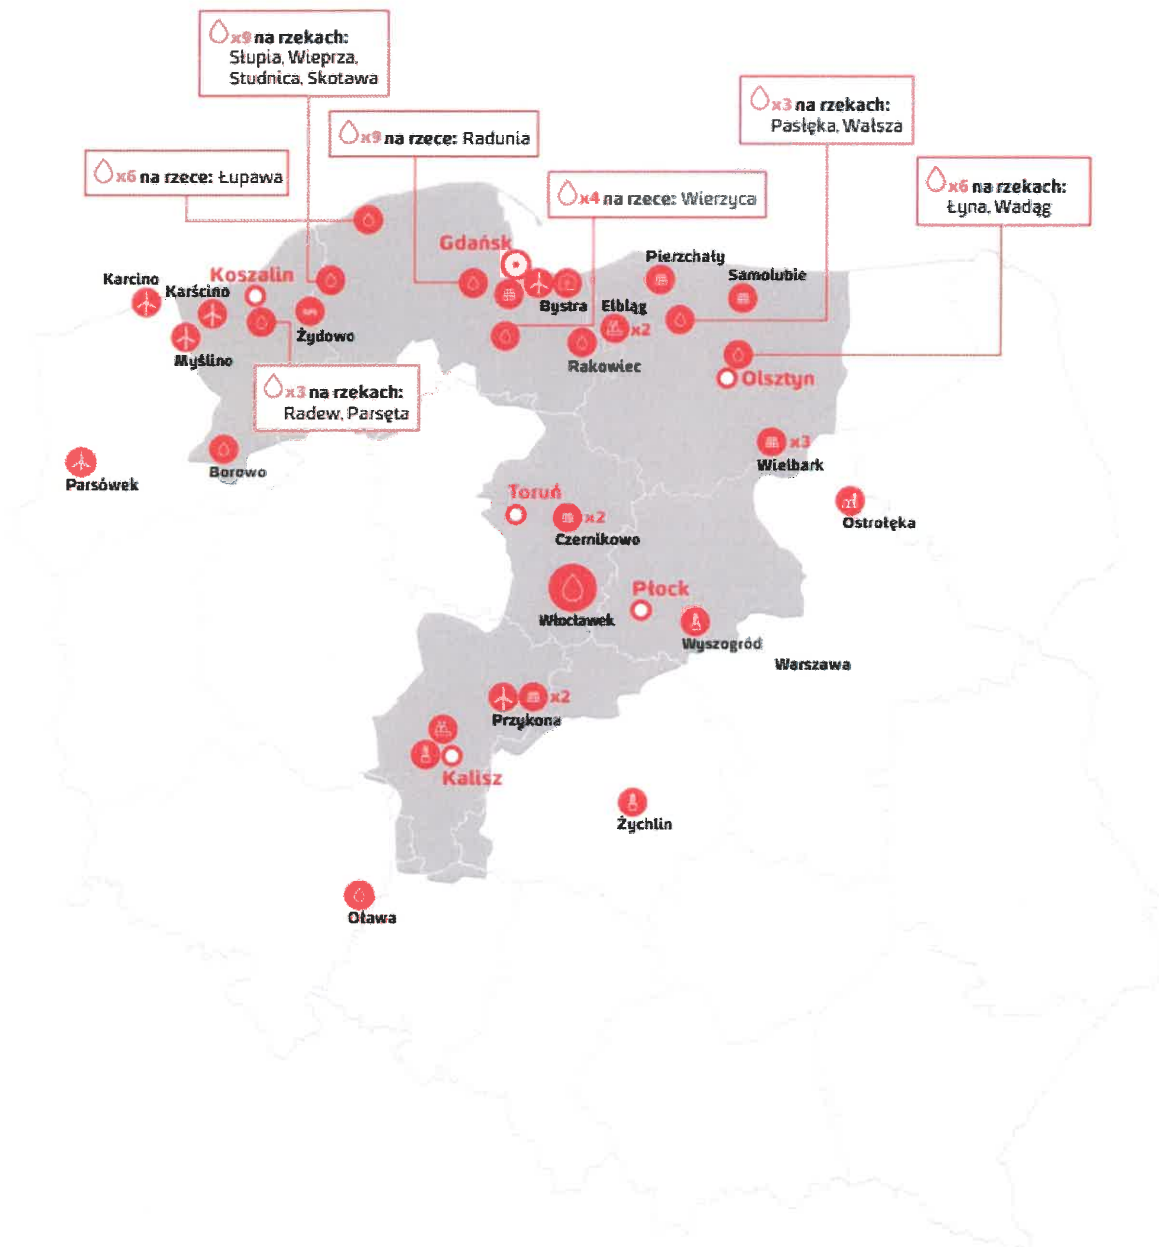 x9 na rzekach:
Słupia, Wieprza,
Studnica, Skotawa
x3 na rzekach:
Pasłęka, Wałsza
x9 na rzece: Radunia
x6 na rzece: Łupawa
x4 na rzece: Wierzyca
x6 na rzekach:
Łyna, Wadąg
Gdańsk
Pierzchały
Koszalin
Samolubie
Karcino
Karścino
Bystra
Elbląg
x2
Żydowo
Myślino
Rakowiec
Olsztyn
x3 na rzekach:
Radew, Parsęta
x3
Wielbark
Borowo
Parsówek
Toruń
x2
Czernikowo
Ostrołęka
Płock
Włocławek
Wyszogród
Warszawa
x2
Przykona
Kalisz
Żychlin
Oława